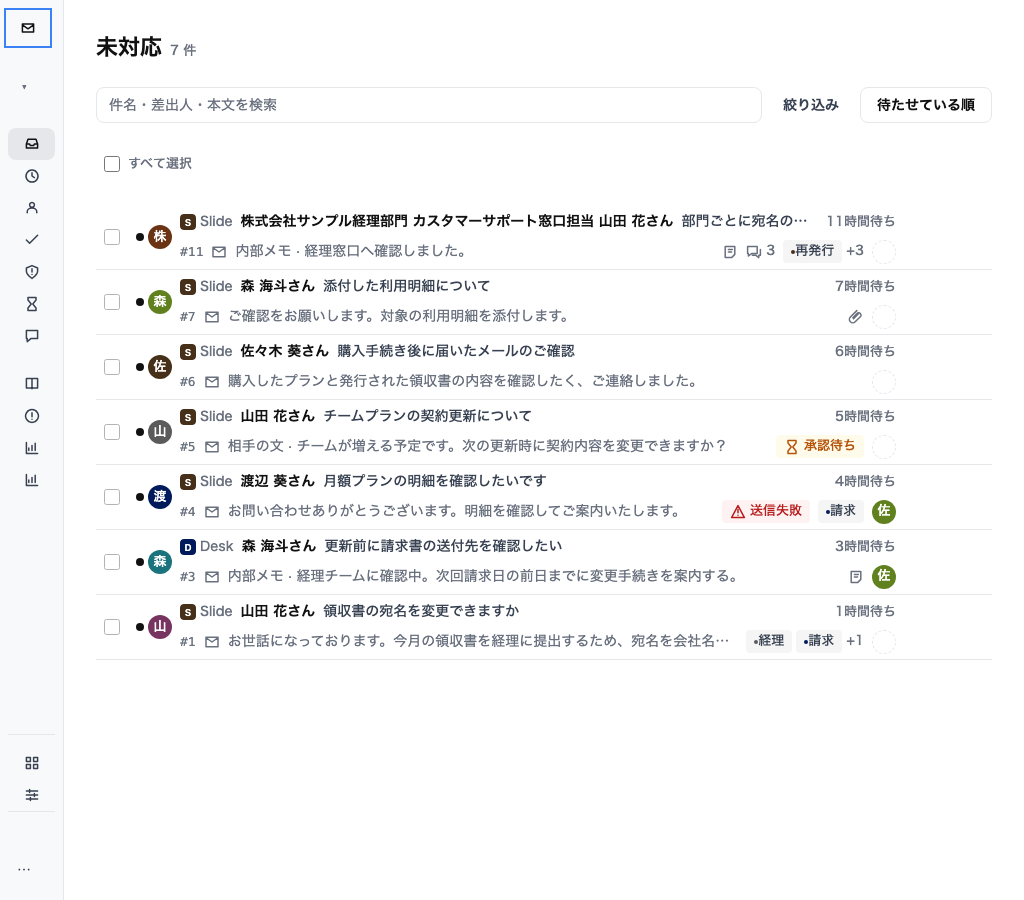 未対応 7 件
件名・差出人・本文を検索
絞り込み
待たせている順
すべて選択
株 S Slide 株式会社サンプル経理部門 カスタマーサポート窓口担当 山田 花さん 部門ごとに宛名の… 11時間待ち
#11 内部メモ · 経理窓口へ確認しました。 3 •再発行 +3
森 S Slide 森 海斗さん 添付した利用明細について 7時間待ち
#7 ご確認をお願いします。対象の利用明細を添付します。
佐 S Slide 佐々木 葵さん 購入手続き後に届いたメールのご確認 6時間待ち
#6 購入したプランと発行された領収書の内容を確認したく、ご連絡しました。
山 S Slide 山田 花さん チームプランの契約更新について 5時間待ち
#5 相手の文 · チームが増える予定です。次の更新時に契約内容を変更できますか？ 承認待ち
渡 S Slide 渡辺 葵さん 月額プランの明細を確認したいです 4時間待ち
#4 お問い合わせありがとうございます。明細を確認してご案内いたします。 送信失敗 •請求 佐
森 D Desk 森 海斗さん 更新前に請求書の送付先を確認したい 3時間待ち
#3 内部メモ · 経理チームに確認中。次回請求日の前日までに変更手続きを案内する。 佐
山 S Slide 山田 花さん 領収書の宛名を変更できますか 1時間待ち
#1 お世話になっております。今月の領収書を経理に提出するため、宛名を会社名… •経理 •請求 +1